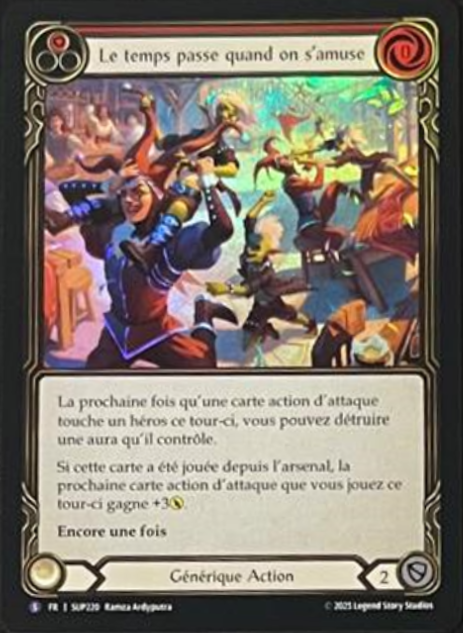 Le temps passe quand on s'amuse
0
La prochaine fois qu'une carte action d'attaque
touche un héros ce tour-ci, vous pouvez détruire
une aura qu'il contrôle.
Si cette carte a été jouée depuis l'arsenal, la
prochaine carte action d'attaque que vous jouez ce
tour-ci gagne +3.
Encore une fois
Générique Action
2
S FR | SUP220 Ramza Ardyputra
© 2025 Legend Story Studios